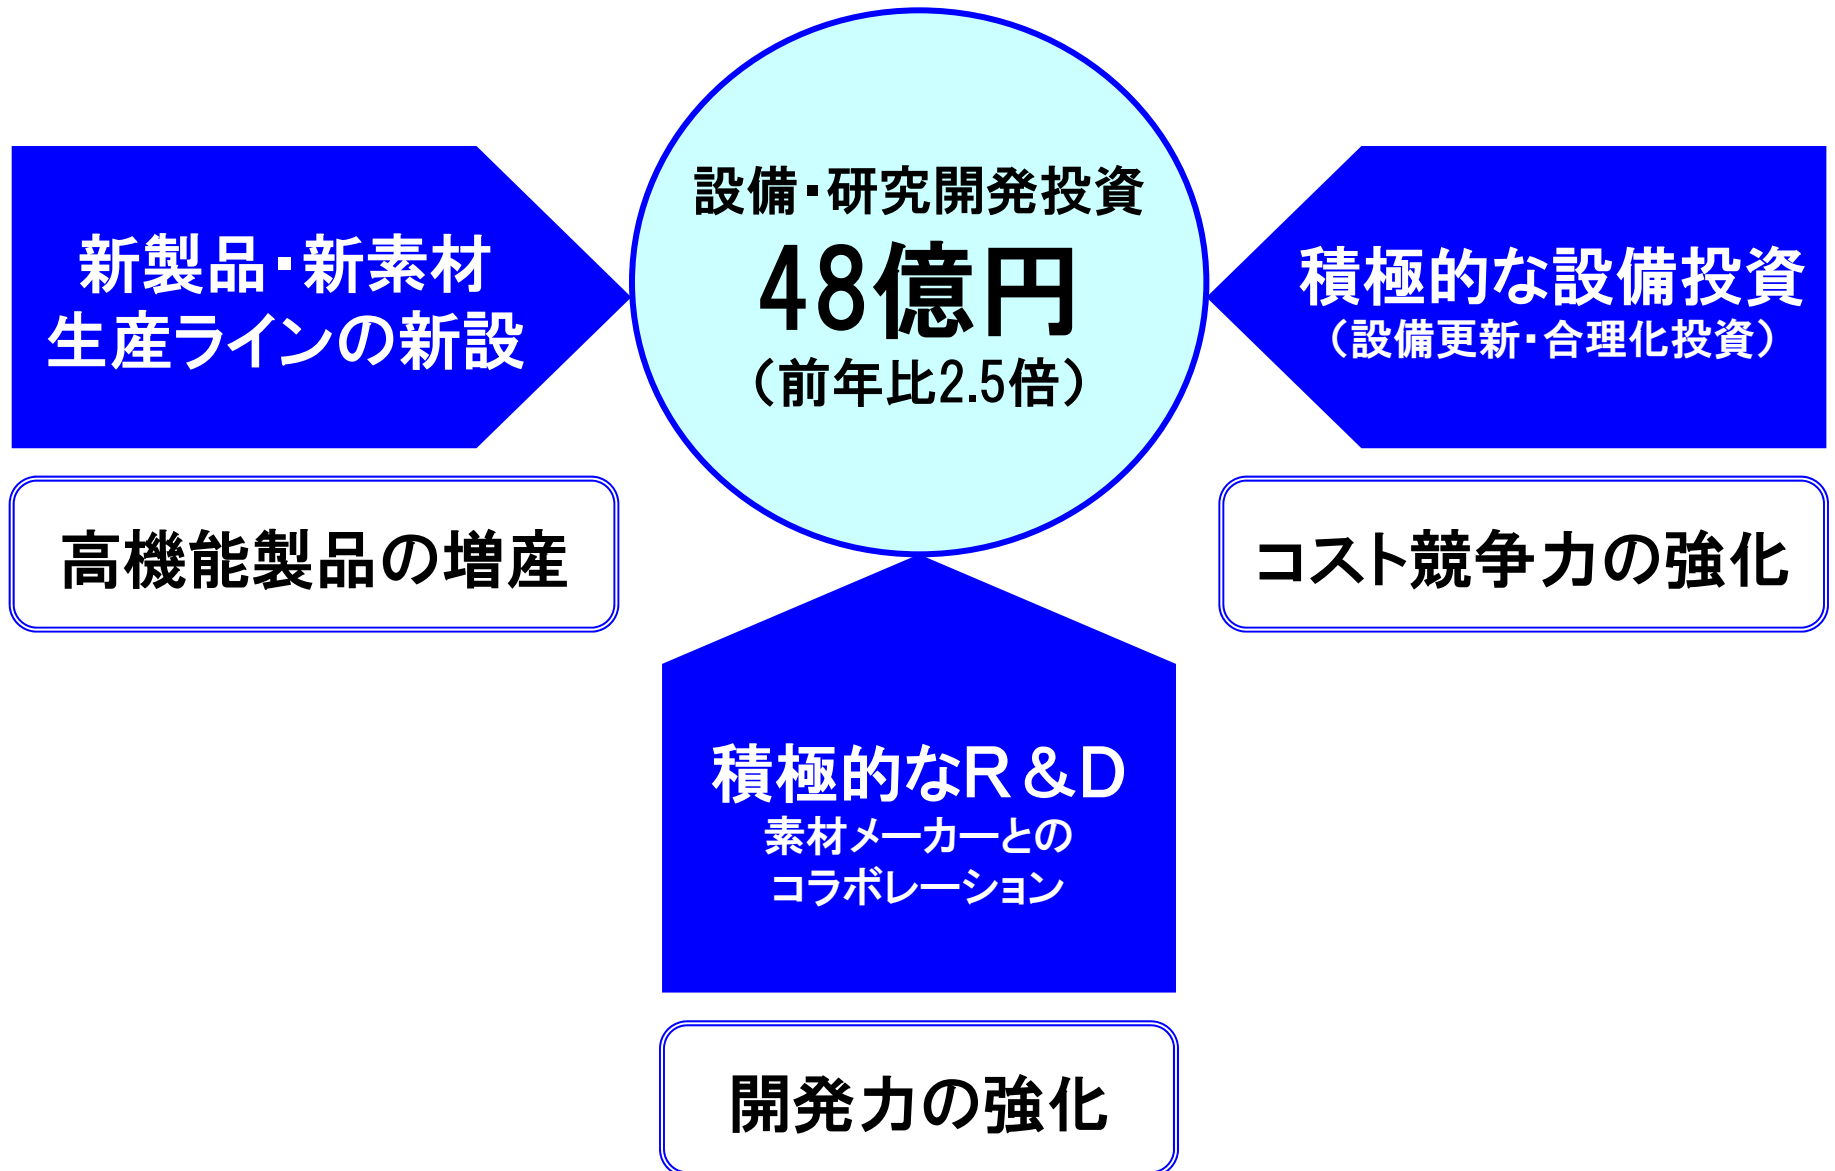 設備・研究開発投資
48億円
（前年比2.5倍）
新製品・新素材
生産ラインの新設
高機能製品の増産
積極的な設備投資
（設備更新・合理化投資）
コスト競争力の強化
積極的なＲ＆Ｄ
素材メーカーとの
コラボレーション
開発力の強化